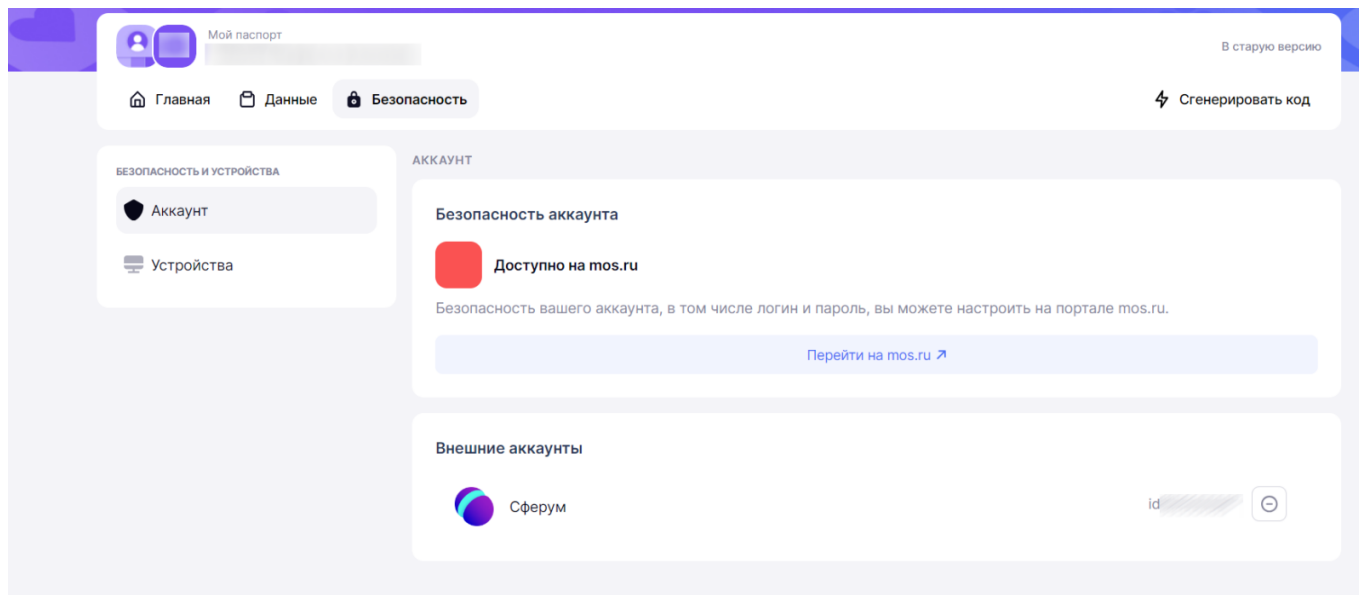 Мой паспорт
В старую версию
Главная
Данные
Безопасность
Сгенерировать код
БЕЗОПАСНОСТЬ И УСТРОЙСТВА
Аккаунт
Устройства
АККАУНТ
Безопасность аккаунта
Доступно на mos.ru
Безопасность вашего аккаунта, в том числе логин и пароль, вы можете настроить на портале mos.ru.
Перейти на mos.ru ↗
Внешние аккаунты
Сферум
id